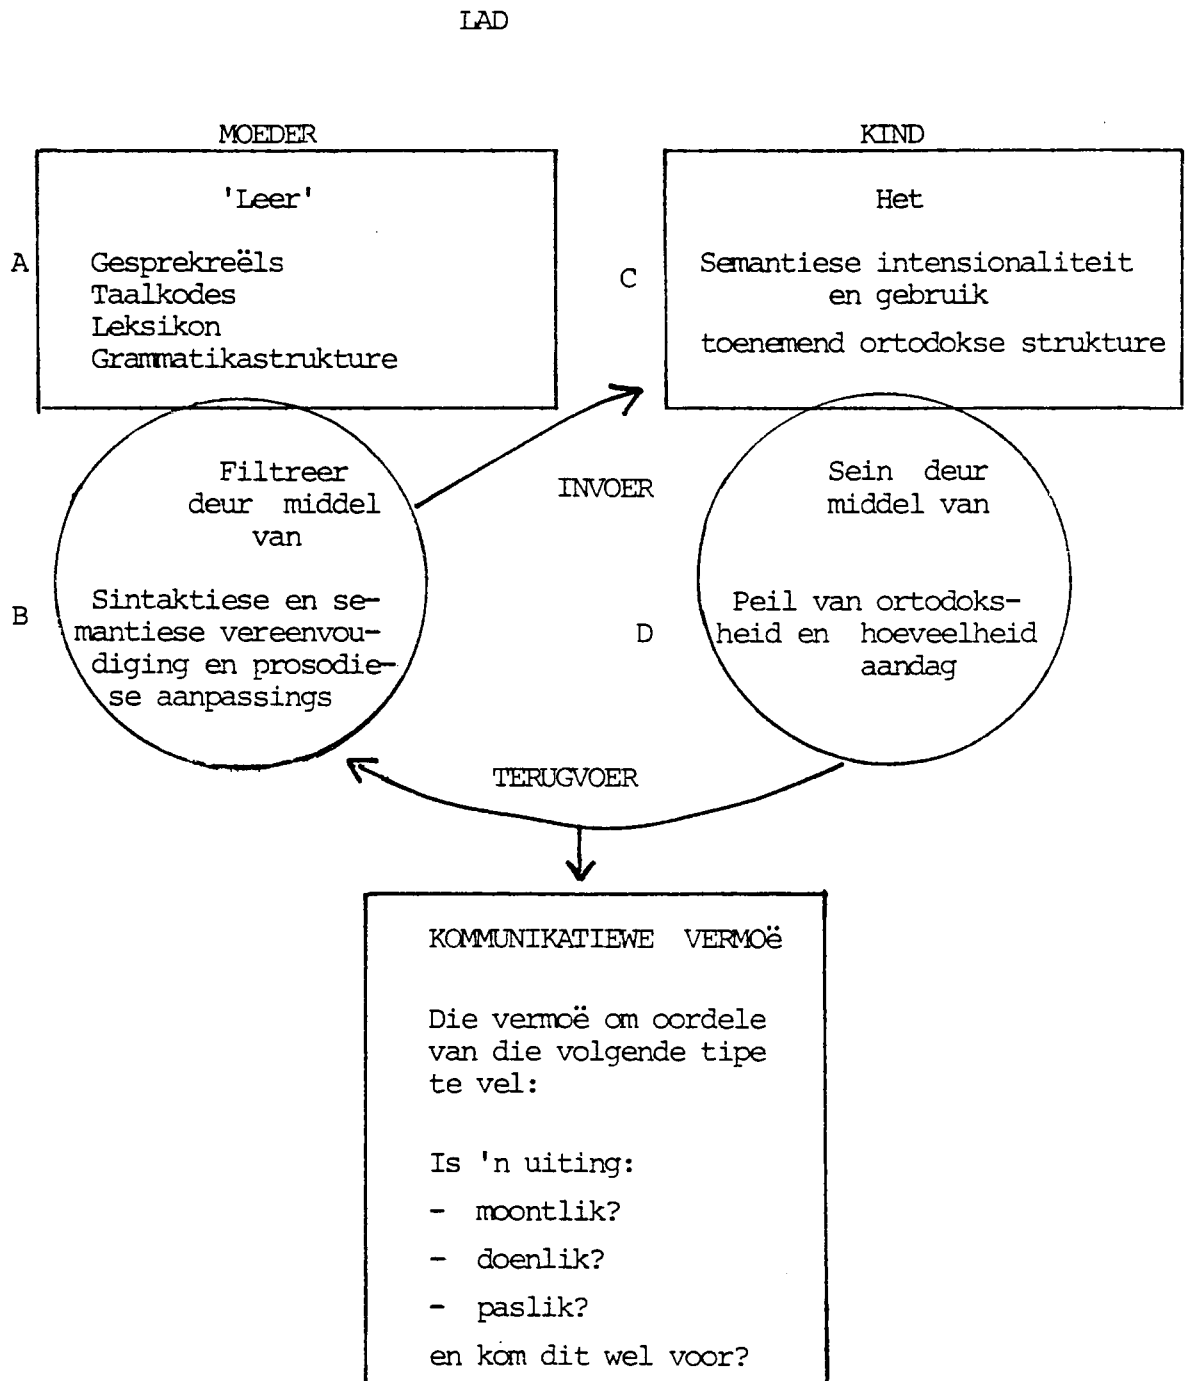 LAD
MOEDER
'Leer'
A
Gesprekreëls
Taalkodes
Leksikon
Grammatikastrukture
Filtreer
deur middel
van
B
Sintaktiese en se-
mantiese vereenvou-
diging en prosodie-
se aanpassings
INVOER
KIND
Het
C
Semantiese intensionaliteit
en gebruik
toenemend ortodokse strukture
Sein deur
middel van
D
Peil van ortodoks-
heid en hoeveelheid
aandag
TERUGVOER
KOMMUNIKATIEWE VERMOë
Die vermoë om oordele
van die volgende tipe
te vel:
Is 'n uiting:
- moontlik?
- doenlik?
- paslik?
en kom dit wel voor?